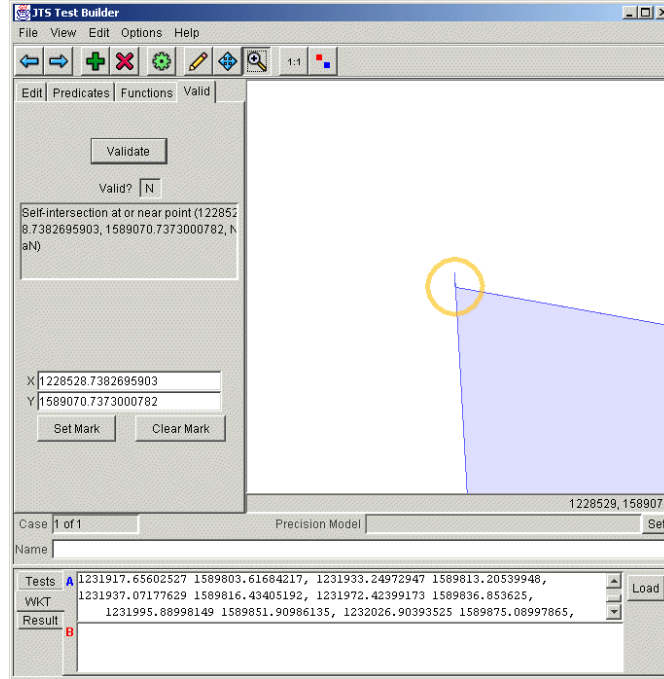 JTS Test Builder
File View Edit Options Help
1:1
Edit Predicates Functions Valid
Validate
Valid? N
Self-intersection at or near point (122852
8.7382695903, 1589070.7373000782, N
aN)
X 1228528.7382695903
Y 1589070.7373000782
Set Mark Clear Mark
1228529, 158907
Case 1 of 1 Precision Model Set
Name
Tests A 1231917.65602527 1589803.61684217, 1231933.24972947 1589813.20539948,
WKT 1231937.07177629 1589816.43405192, 1231972.42399173 1589836.853625, Load
Result 1231995.88998149 1589851.90986135, 1232026.90393525 1589875.08997865,
B